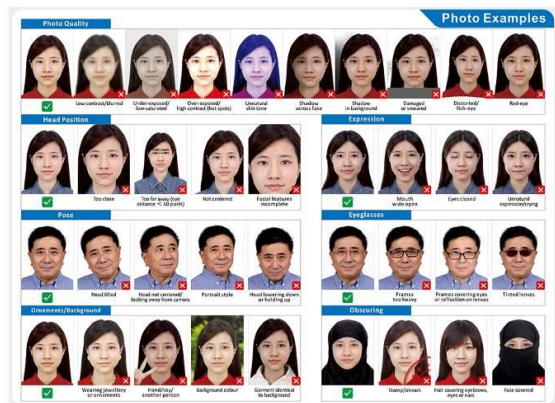 Photo Examples
Photo Quality
Low contrast/blurred
Under-exposed/
low-saturated
Over-exposed/
high contrast (hot spots)
Unnatural
skin tone
Shadow
across face
Shadow
in background
Damaged
or smeared
Distorted/
fish-eye
Red-eye
Head Position
Too close
Too far away (eye
distance < 60 pixels)
Not centered
Facial features
incomplete
Expression
Mouth
wide open
Eyes closed
Unnatural
expression/crying
Pose
Head tilted
Head not centered/
looking away from camera
Portrait style
Head lowering down
or holding up
Eyeglasses
Frames
too heavy
Frames covering eyes
or reflection on lenses
Tinted lenses
Ornaments/Background
Wearing jewellery
or ornaments
Hand/toy/
another person
Background colour
Garment identical
to background
Obscuring
Stamp/smears
Hair covering eyebrows,
eyes or ears
Face covered